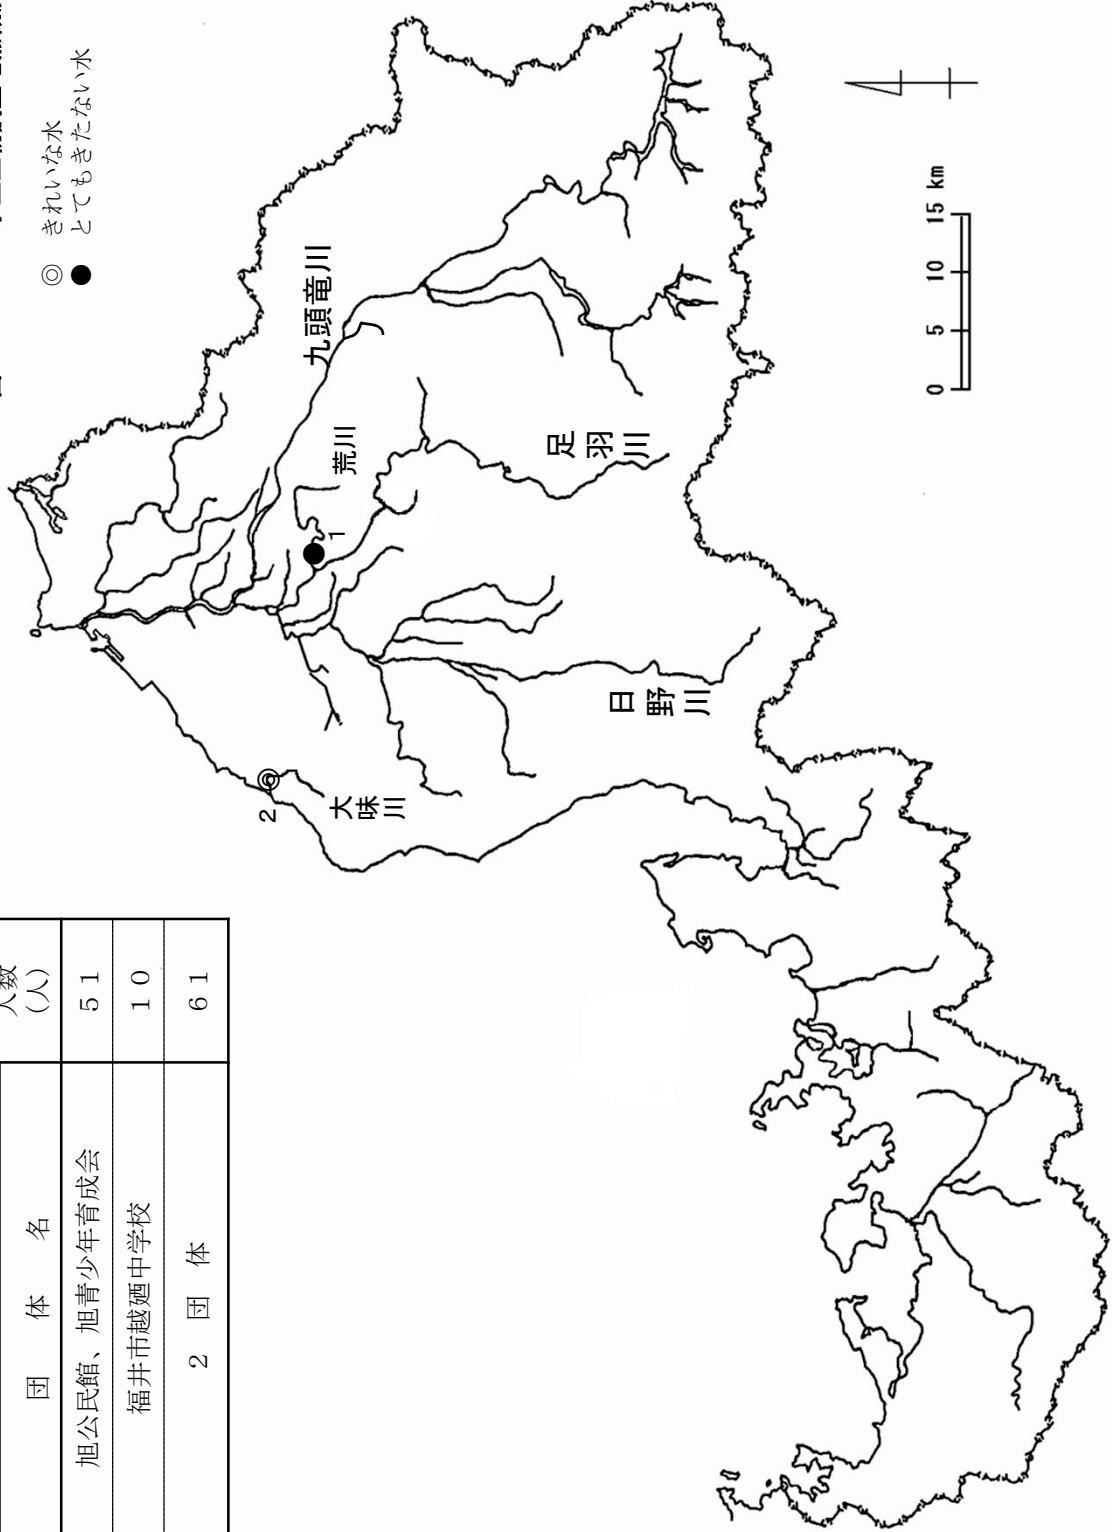 ◎ きれいな水
● とてもきたない水
九頭竜川
荒川
1
足羽川
日野川
2
大味川
0 5 10 15 km
団 体 名 人数(人)
旭公民館、旭青少年育成会 51
福井市越廼中学校 10
2 団 体 61